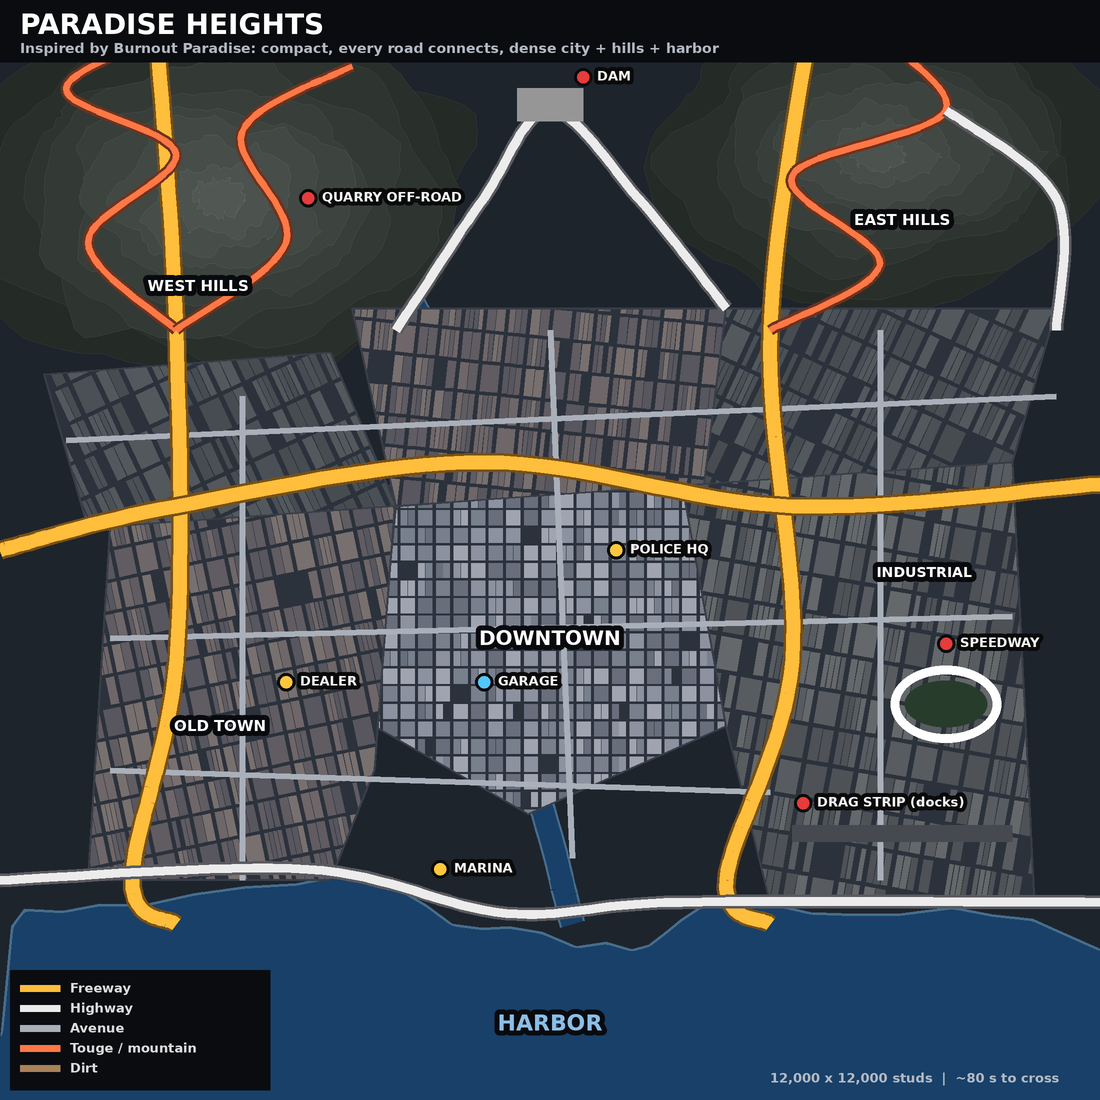 PARADISE HEIGHTS
Inspired by Burnout Paradise: compact, every road connects, dense city + hills + harbor
DAM
QUARRY OFF-ROAD
EAST HILLS
WEST HILLS
POLICE HQ
INDUSTRIAL
DOWNTOWN
SPEEDWAY
DEALER
GARAGE
OLD TOWN
DRAG STRIP (docks)
MARINA
Freeway
Highway
Avenue
Touge / mountain
Dirt
HARBOR
12,000 x 12,000 studs | ~80 s to cross